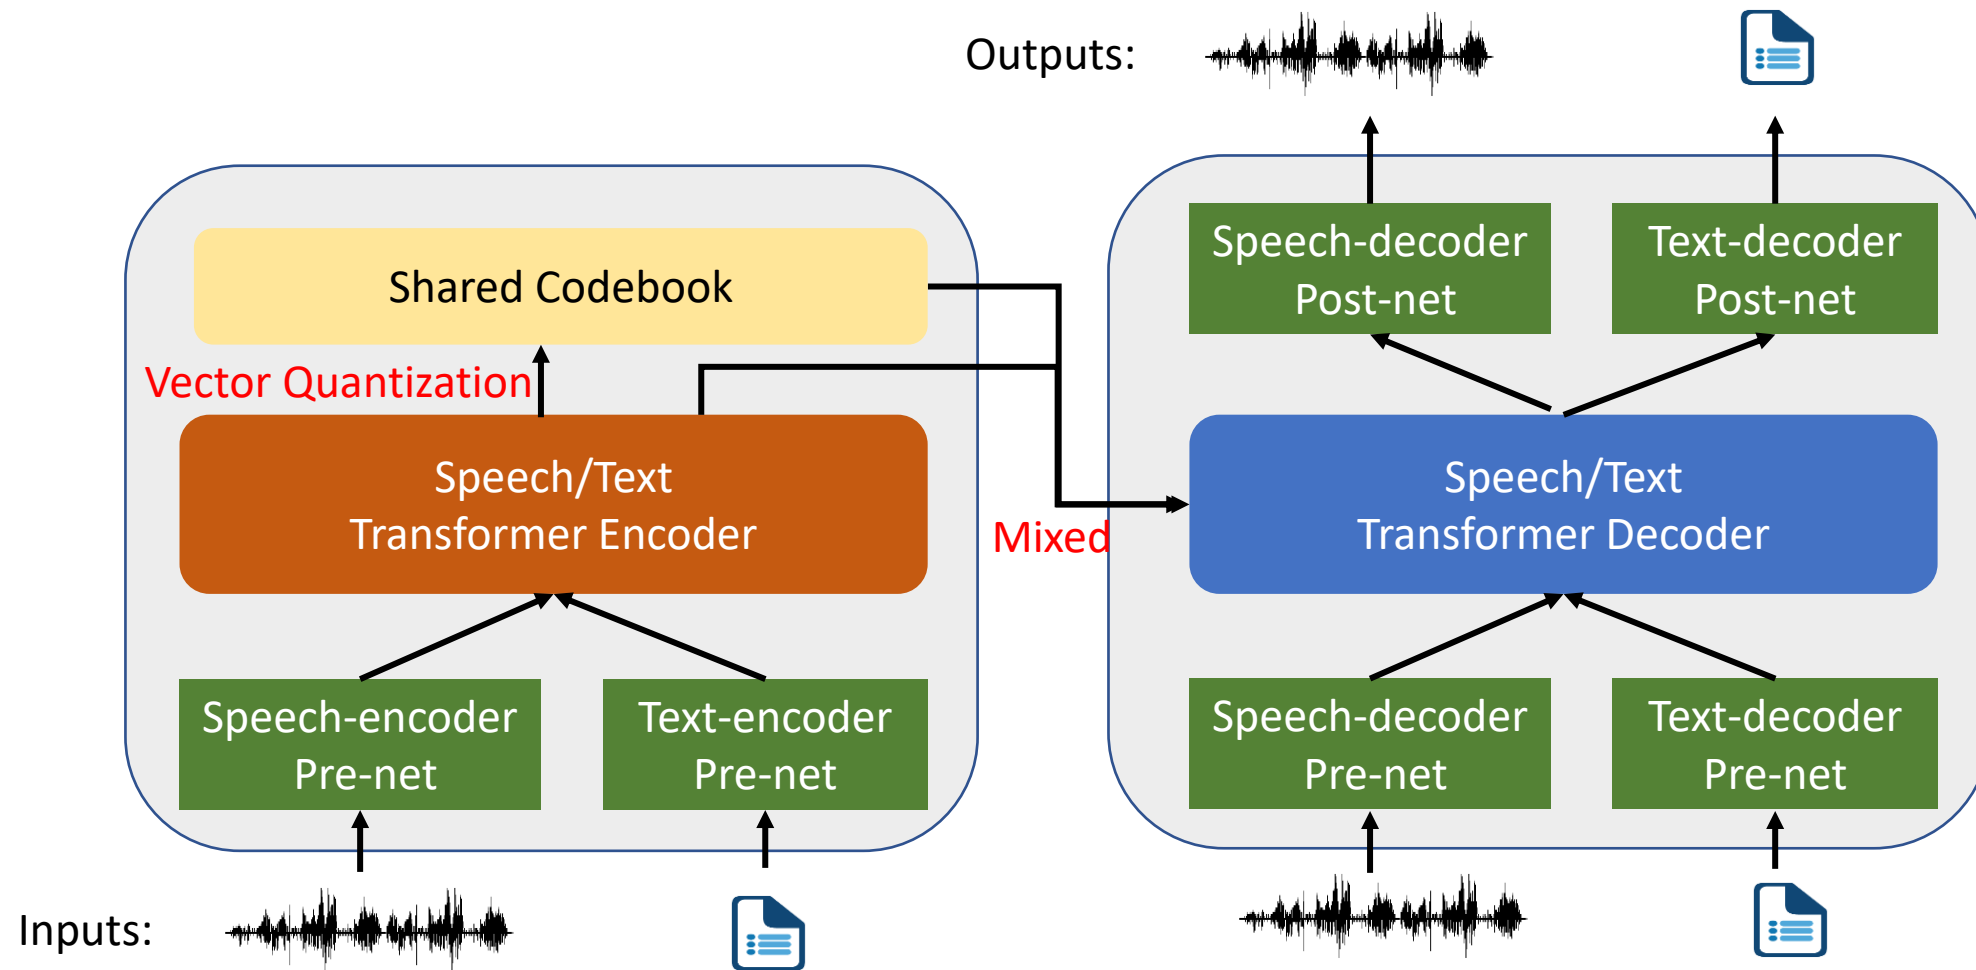 Outputs:
Shared Codebook
Vector Quantization
Speech/Text
Transformer Encoder
Speech-encoder
Pre-net
Text-encoder
Pre-net
Inputs:
Mixed
Speech-decoder
Post-net
Text-decoder
Post-net
Speech/Text
Transformer Decoder
Speech-decoder
Pre-net
Text-decoder
Pre-net